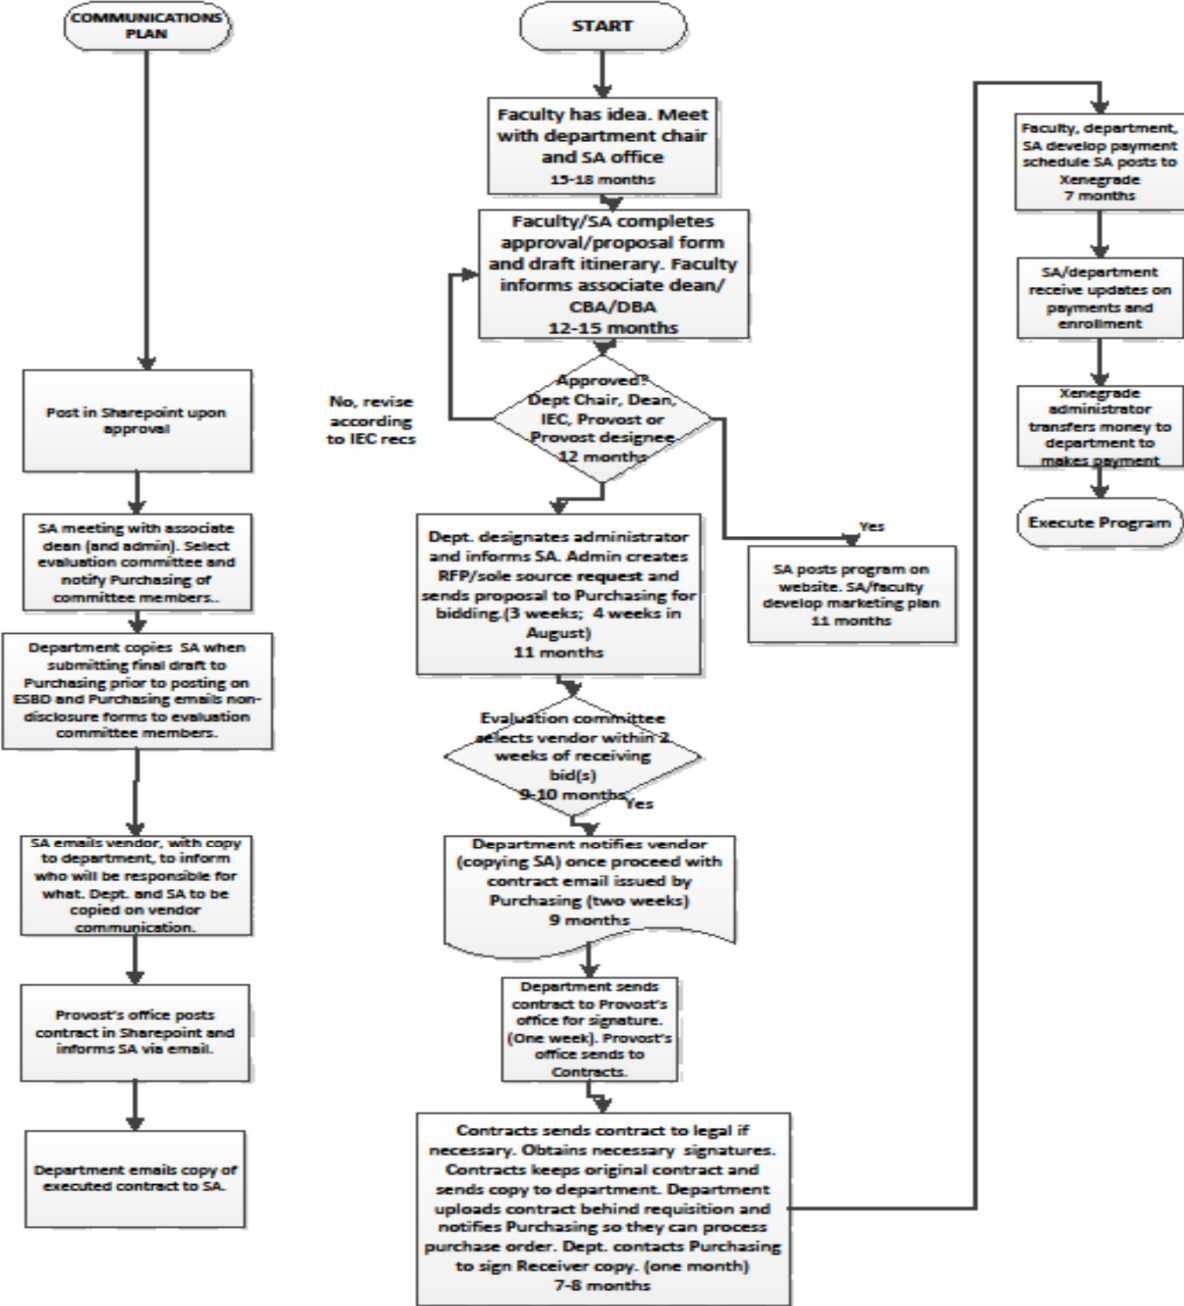 COMMUNICATIONS
PLAN
Post in Sharepoint upon
approval
SA meeting with associate
dean (and admin). Select
evaluation committee and
notify Purchasing of
committee members..
Department copies SA when
submitting final draft to
Purchasing prior to posting on
ESBD and Purchasing emails non-
disclosure forms to evaluation
committee members.
SA emails vendor, with copy
to department, to inform
who will be responsible for
what. Dept. and SA to be
copied on vendor
communication.
Provost's office posts
contract in Sharepoint and
informs SA via email.
Department emails copy of
executed contract to SA.
START
Faculty has idea. Meet
with department chair
and SA office
15-18 months
Faculty/SA completes
approval/proposal form
and draft itinerary. Faculty
informs associate dean/
CBA/DBA
12-15 months
Approved?
Dept Chair, Dean,
IEC, Provost or
Provost designee
12 months
No, revise
according
to IEC recs
Yes
SA posts program on
website. SA/faculty
develop marketing plan
11 months
Dept. designates administrator
and informs SA. Admin creates
RFP/sole source request and
sends proposal to Purchasing for
bidding.(3 weeks; 4 weeks in
August)
11 months
Evaluation committee
selects vendor within 2
weeks of receiving
bid(s)
9-10 months
Yes
Department notifies vendor
(copying SA) once proceed with
contract email issued by
Purchasing (two weeks)
9 months
Department sends
contract to Provost's
office for signature.
(One week). Provost's
office sends to
Contracts.
Contracts sends contract to legal if
necessary. Obtains necessary signatures.
Contracts keeps original contract and
sends copy to department. Department
uploads contract behind requisition and
notifies Purchasing so they can process
purchase order. Dept. contacts Purchasing
to sign Receiver copy. (one month)
7-8 months
Faculty, department,
SA develop payment
schedule SA posts to
Xenegrade
7 months
SA/department
receive updates on
payments and
enrollment
Xenegrade
administrator
transfers money to
department to
makes payment
Execute Program